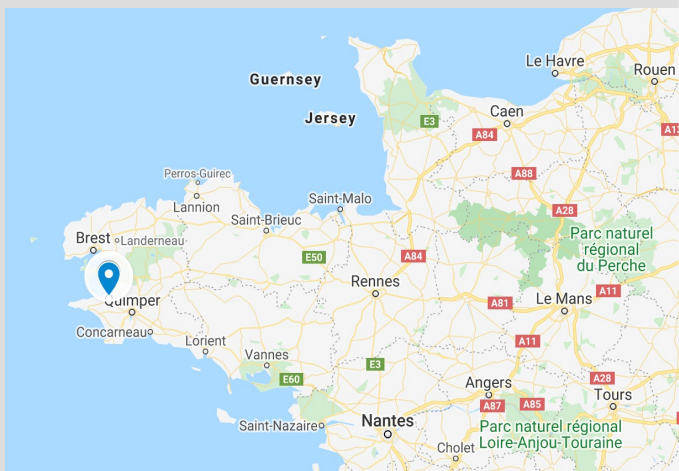 Le Havre
Rouen
Guernsey
Jersey
Caen
E3
A84
A13
A88
Perros-Guirec
Lannion
Saint-Malo
Saint-Brieuc
A28
Parc naturel
régional
du Perche
Brest
Landerneau
E50
A84
Rennes
A11
A81
Le Mans
Quimper
Concarneau
A11
Lorient
Vannes
E3
E60
A28
Angers
A87
A85
Tours
Saint-Nazaire
Nantes
Parc naturel régional
Loire-Anjou-Touraine
Cholet